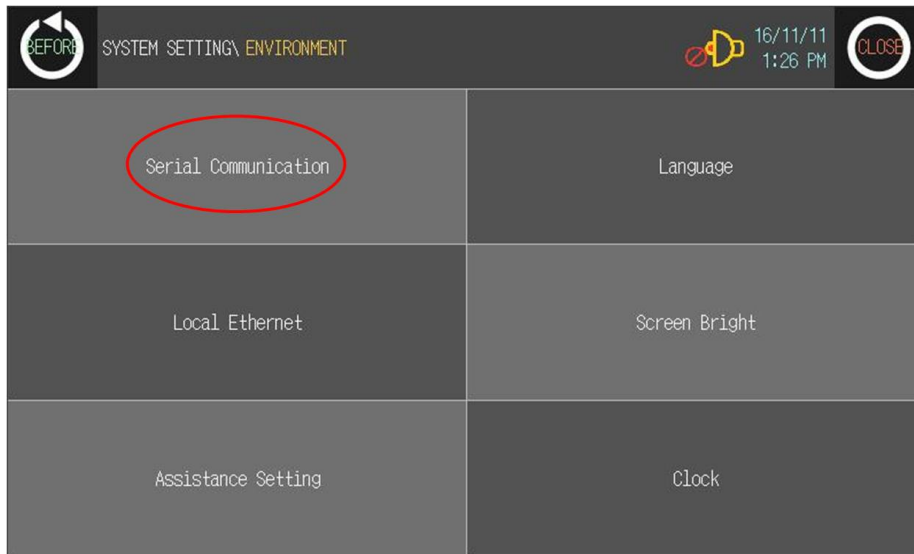 BEFORE
SYSTEM SETTING\ ENVIRONMENT
16/11/11
1:26 PM
CLOSE
Serial Communication
Language
Local Ethernet
Screen Bright
Assistance Setting
Clock